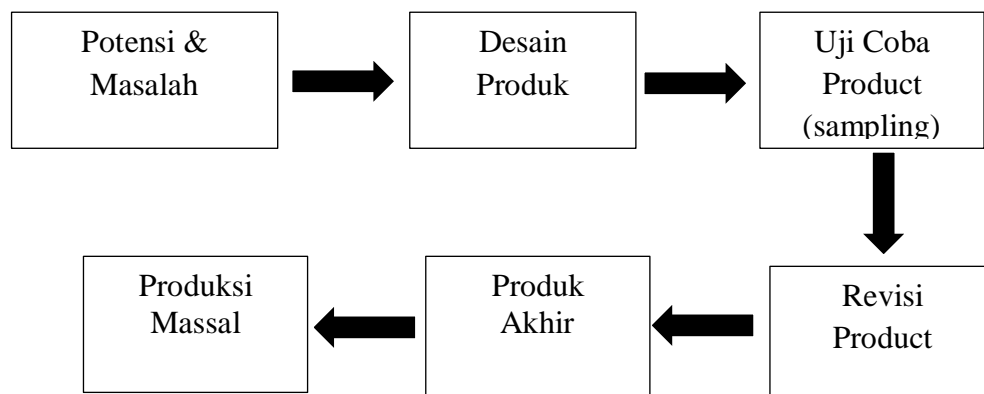 Potensi &
Masalah
Desain
Produk
Uji Coba
Product
(sampling)
Revisi
Product
Produk
Akhir
Produksi
Massal